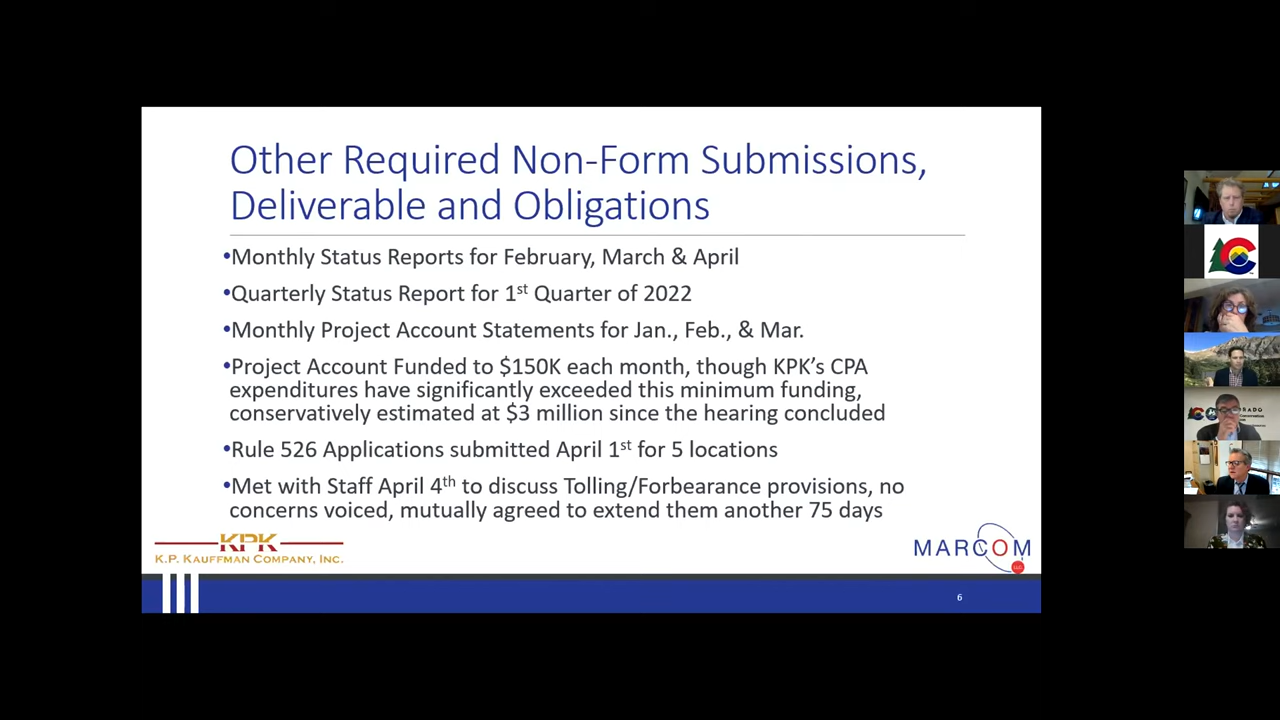 Other Required Non-Form Submissions,
Deliverable and Obligations
•Monthly Status Reports for February, March & April
•Quarterly Status Report for 1st Quarter of 2022
•Monthly Project Account Statements for Jan., Feb., & Mar.
•Project Account Funded to $150K each month, though KPK's CPA
expenditures have significantly exceeded this minimum funding,
conservatively estimated at $3 million since the hearing concluded
•Rule 526 Applications submitted April 1st for 5 locations
•Met with Staff April 4th to discuss Tolling/Forbearance provisions, no
concerns voiced, mutually agreed to extend them another 75 days
KPK
K.P. KAUFFMAN COMPANY, INC.
MARCOM
LLC
6